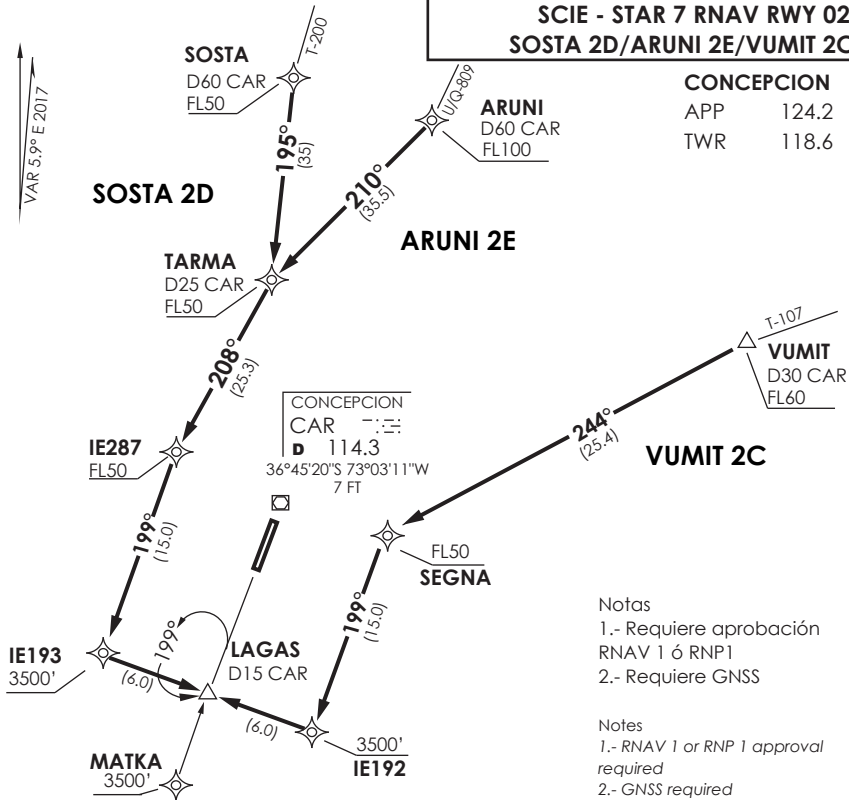 SCIE - STAR 7 RNAV RWY 02
SOSTA 2D/ARUNI 2E/VUMIT 2C
CONCEPCION
APP 124.2
TWR 118.6
VAR 5.9° E 2017
SOSTA
D60 CAR
FL50
T-200
195°
(35)
SOSTA 2D
U/Q-809
ARUNI
D60 CAR
FL100
210°
(35.5)
ARUNI 2E
TARMA
D25 CAR
FL50
208°
(25.3)
T-107
VUMIT
D30 CAR
FL60
244°
(25.4)
VUMIT 2C
CONCEPCION
CAR
D 114.3
36°45'20"S 73°03'11"W
7 FT
IE287
FL50
199°
(15.0)
FL50
SEGNA
199°
(15.0)
IE193
3500'
(6.0)
199°
LAGAS
D15 CAR
(6.0)
3500'
IE192
MATKA
3500'
Notas
1.- Requiere aprobación
RNAV 1 ó RNP1
2.- Requiere GNSS
Notes
1.- RNAV 1 or RNP 1 approval
required
2.- GNSS required